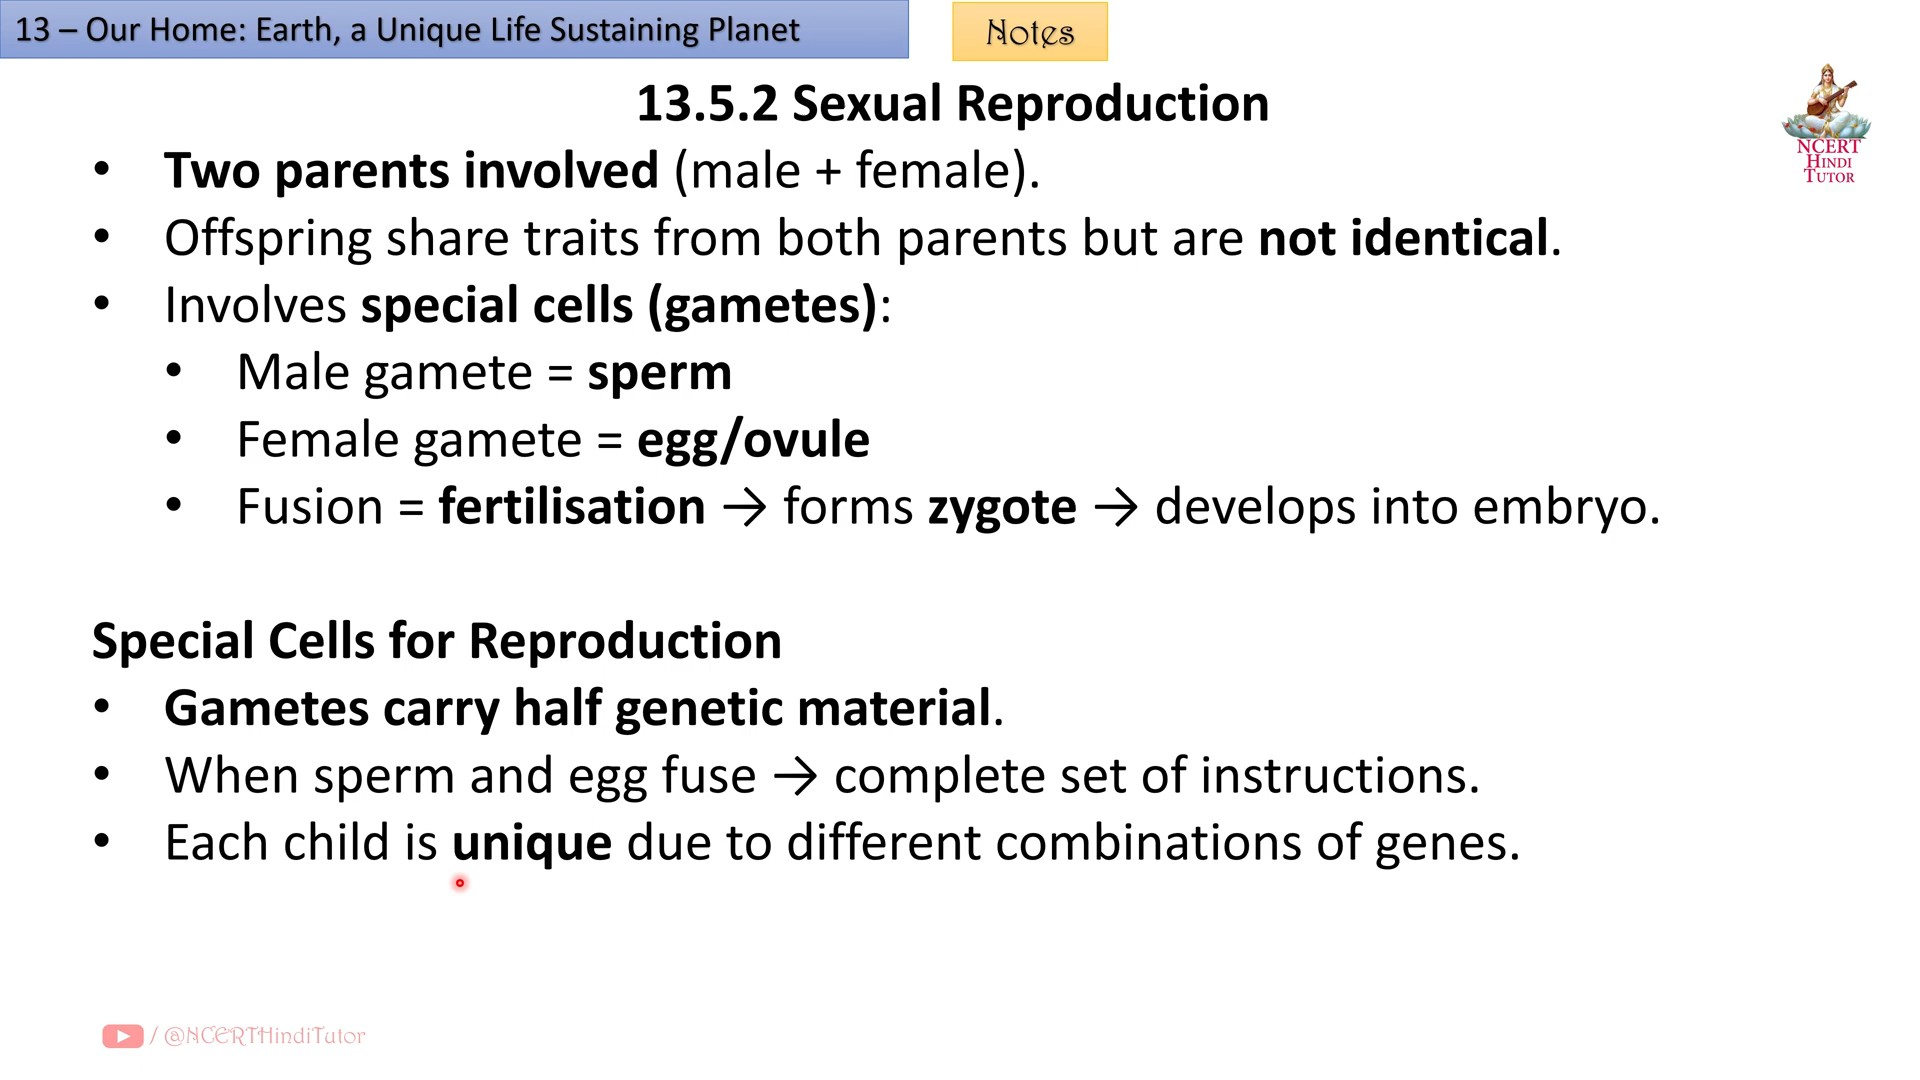 13 – Our Home: Earth, a Unique Life Sustaining Planet
Notes
13.5.2 Sexual Reproduction
NCERT
HINDI
TUTOR
• Two parents involved (male + female).
• Offspring share traits from both parents but are not identical.
• Involves special cells (gametes):
• Male gamete = sperm
• Female gamete = egg/ovule
• Fusion = fertilisation → forms zygote → develops into embryo.
Special Cells for Reproduction
• Gametes carry half genetic material.
• When sperm and egg fuse → complete set of instructions.
• Each child is unique due to different combinations of genes.
/ @NCERTHindiTutor